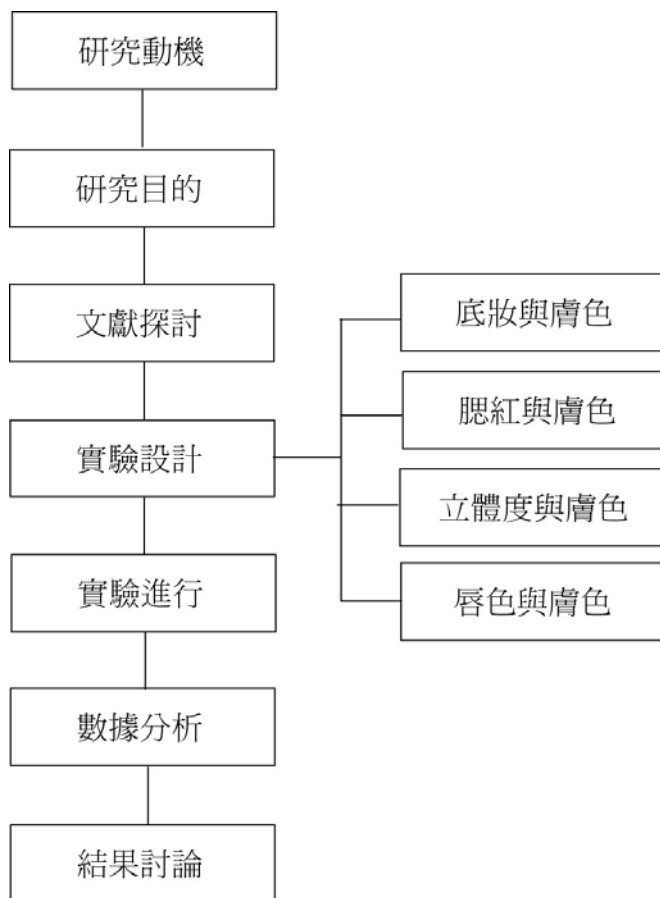 研究動機
研究目的
文獻探討
實驗設計
實驗進行
數據分析
結果討論
底妝與膚色
腮紅與膚色
立體度與膚色
唇色與膚色